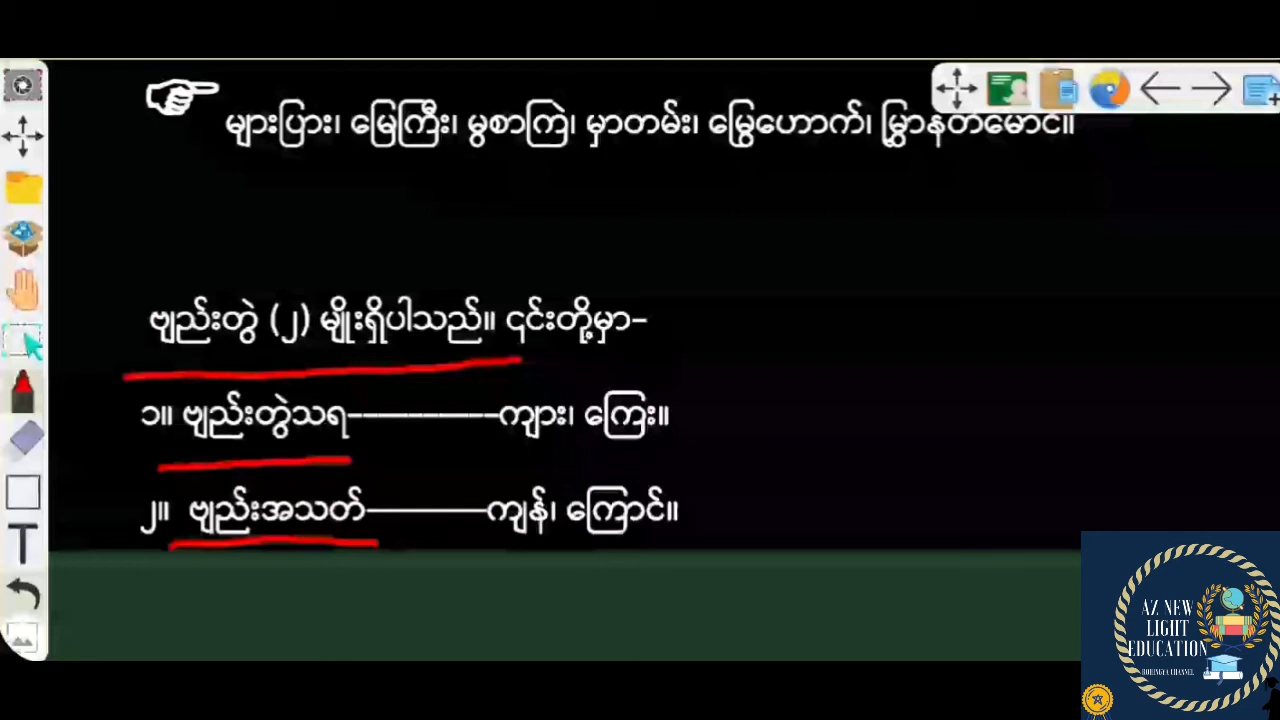 များပြား၊ မြေကြီး၊ မွစာကြဲ၊ မှာတမ်း၊ မြွေဟောက်၊ မြွှာနတ်မောင်။
ဗျည်းတွဲ (၂) မျိုးရှိပါသည်။ ၎င်းတို့မှာ-
၁။ ဗျည်းတွဲသရ————————ကျား၊ ကြေး။
၂။ ဗျည်းအသတ်——————ကျန်၊ ကြောင်။
T
AZ NEW
LIGHT
EDUCATION
ROHINGYA CHANNEL